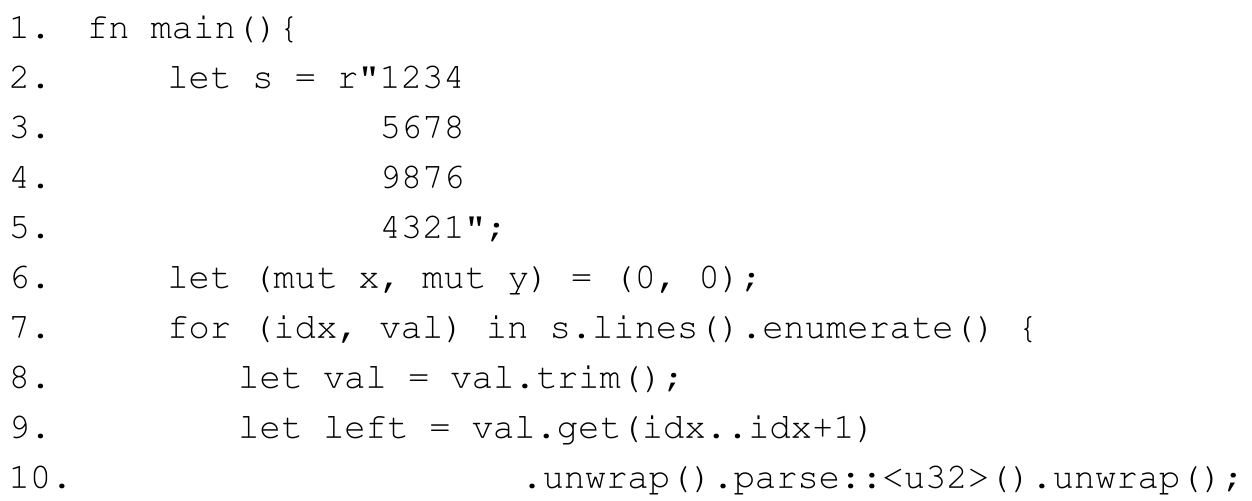 1.  fn main(){
2.      let s = r"1234
3.                5678
4.                9876
5.                4321";
6.      let (mut x, mut y) = (0, 0);
7.      for (idx, val) in s.lines().enumerate() {
8.         let val = val.trim();
9.         let left = val.get(idx..idx+1)
10.                      .unwrap().parse::<u32>().unwrap();